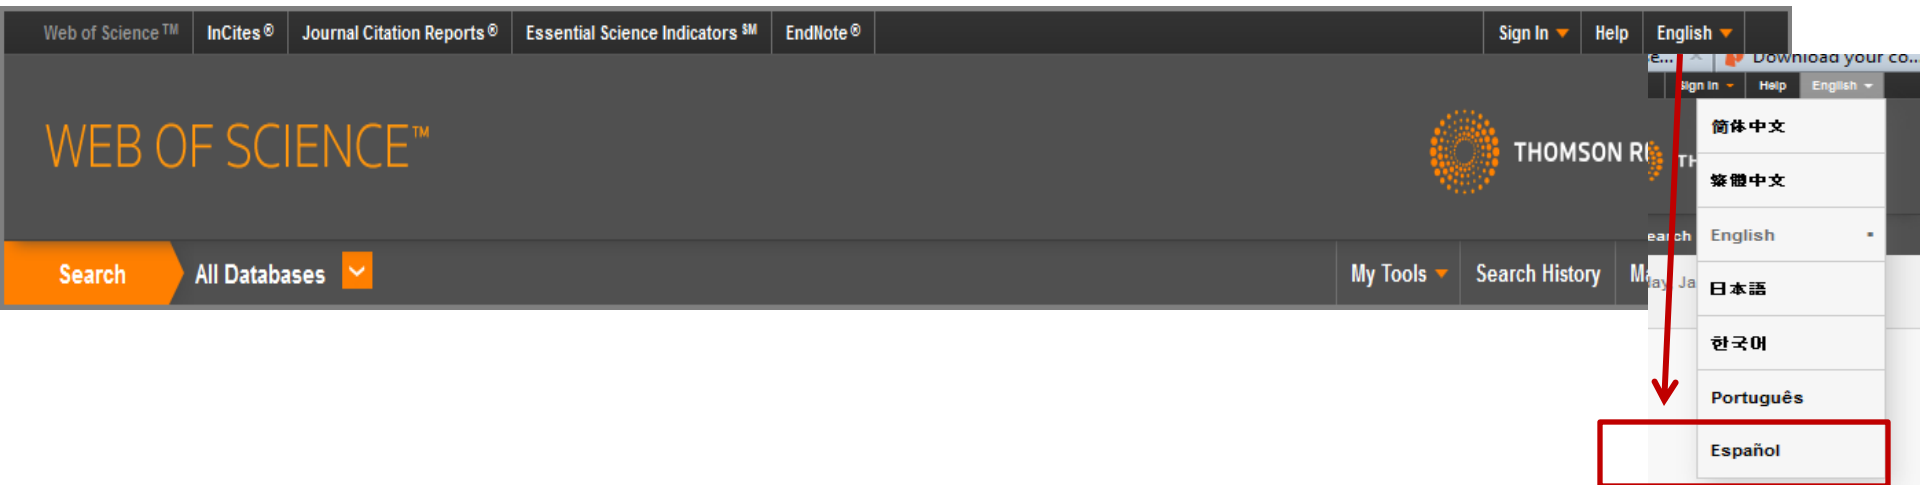 Web of Science™ InCites® Journal Citation Reports® Essential Science Indicators℠ EndNote® Sign In Help English
Download your co...
Sign In Help English
WEB OF SCIENCE™
THOMSON
简体中文
繁體中文
English
日本語
한국어
Português
Español
Search All Databases My Tools Search History